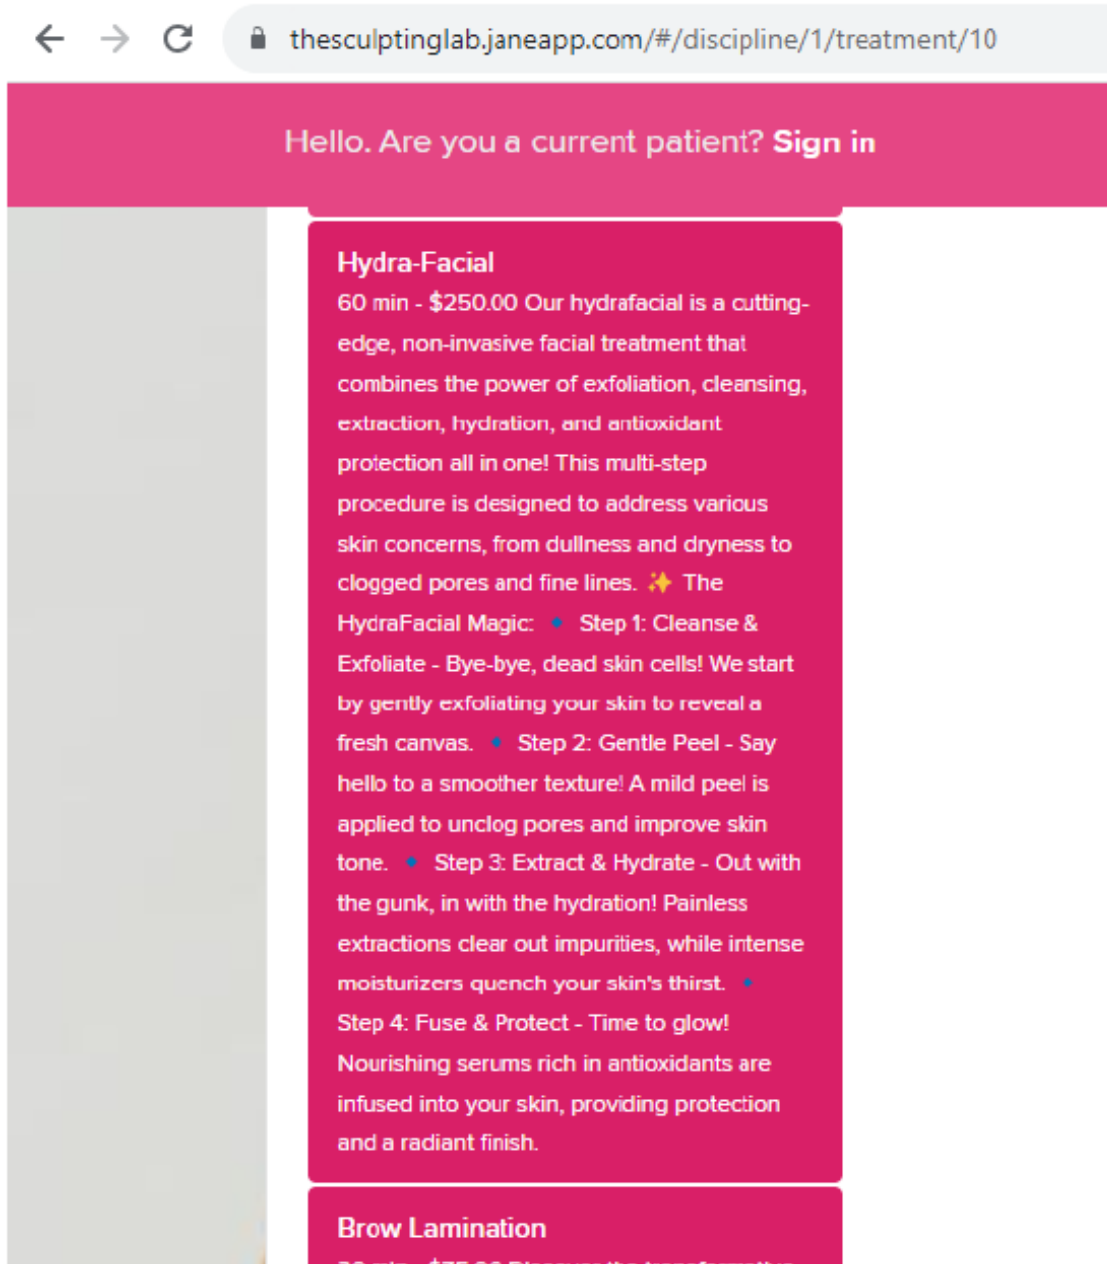 thesculptinglab.janeapp.com/#/discipline/1/treatment/10
Hello. Are you a current patient? Sign in
Hydra-Facial
60 min - $250.00 Our hydrafacial is a cutting-
edge, non-invasive facial treatment that
combines the power of exfoliation, cleansing,
extraction, hydration, and antioxidant
protection all in one! This multi-step
procedure is designed to address various
skin concerns, from dullness and dryness to
clogged pores and fine lines. ✨ The
HydraFacial Magic: 🔹 Step 1: Cleanse &
Exfoliate - Bye-bye, dead skin cells! We start
by gently exfoliating your skin to reveal a
fresh canvas. 🔹 Step 2: Gentle Peel - Say
hello to a smoother texture! A mild peel is
applied to unclog pores and improve skin
tone. 🔹 Step 3: Extract & Hydrate - Out with
the gunk, in with the hydration! Painless
extractions clear out impurities, while intense
moisturizers quench your skin's thirst. 🔹
Step 4: Fuse & Protect - Time to glow!
Nourishing serums rich in antioxidants are
infused into your skin, providing protection
and a radiant finish.
Brow Lamination